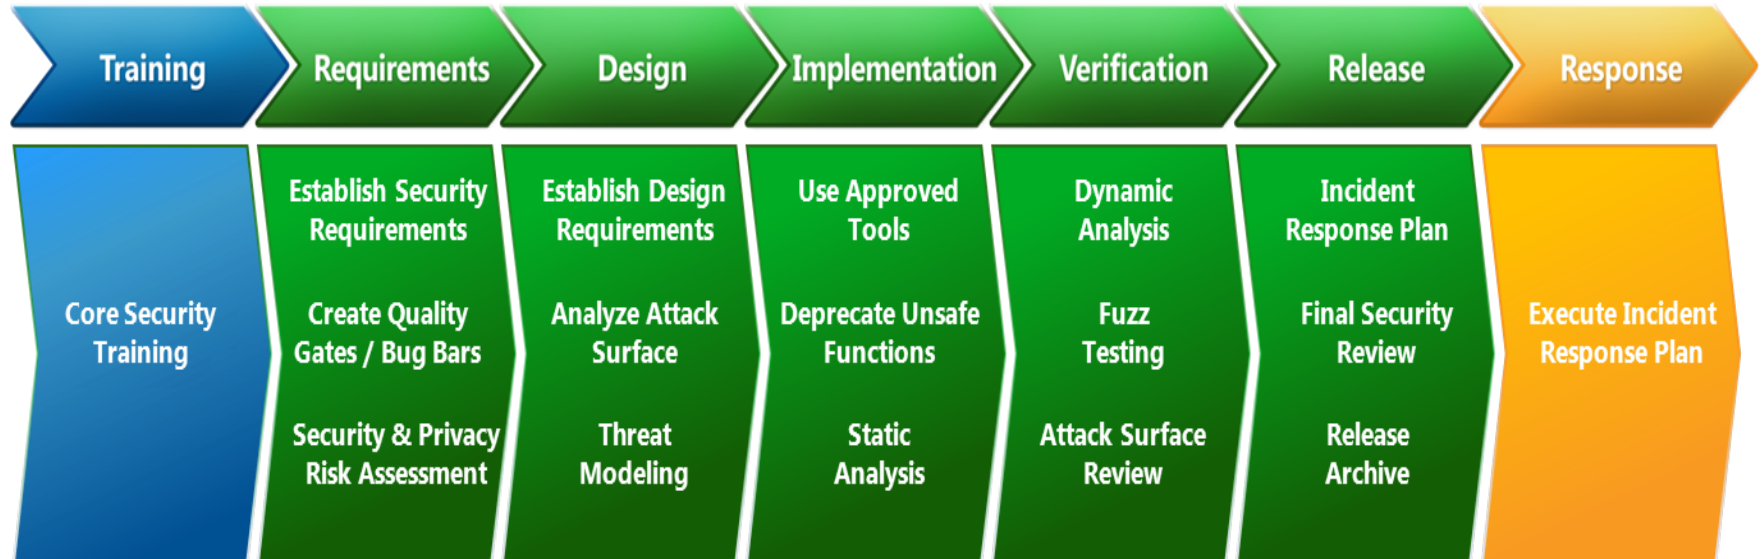 Training
Requirements
Design
Implementation
Verification
Release
Response
Core Security
Training
Establish Security
Requirements
Create Quality
Gates / Bug Bars
Security & Privacy
Risk Assessment
Establish Design
Requirements
Analyze Attack
Surface
Threat
Modeling
Use Approved
Tools
Deprecate Unsafe
Functions
Static
Analysis
Dynamic
Analysis
Fuzz
Testing
Attack Surface
Review
Incident
Response Plan
Final Security
Review
Release
Archive
Execute Incident
Response Plan